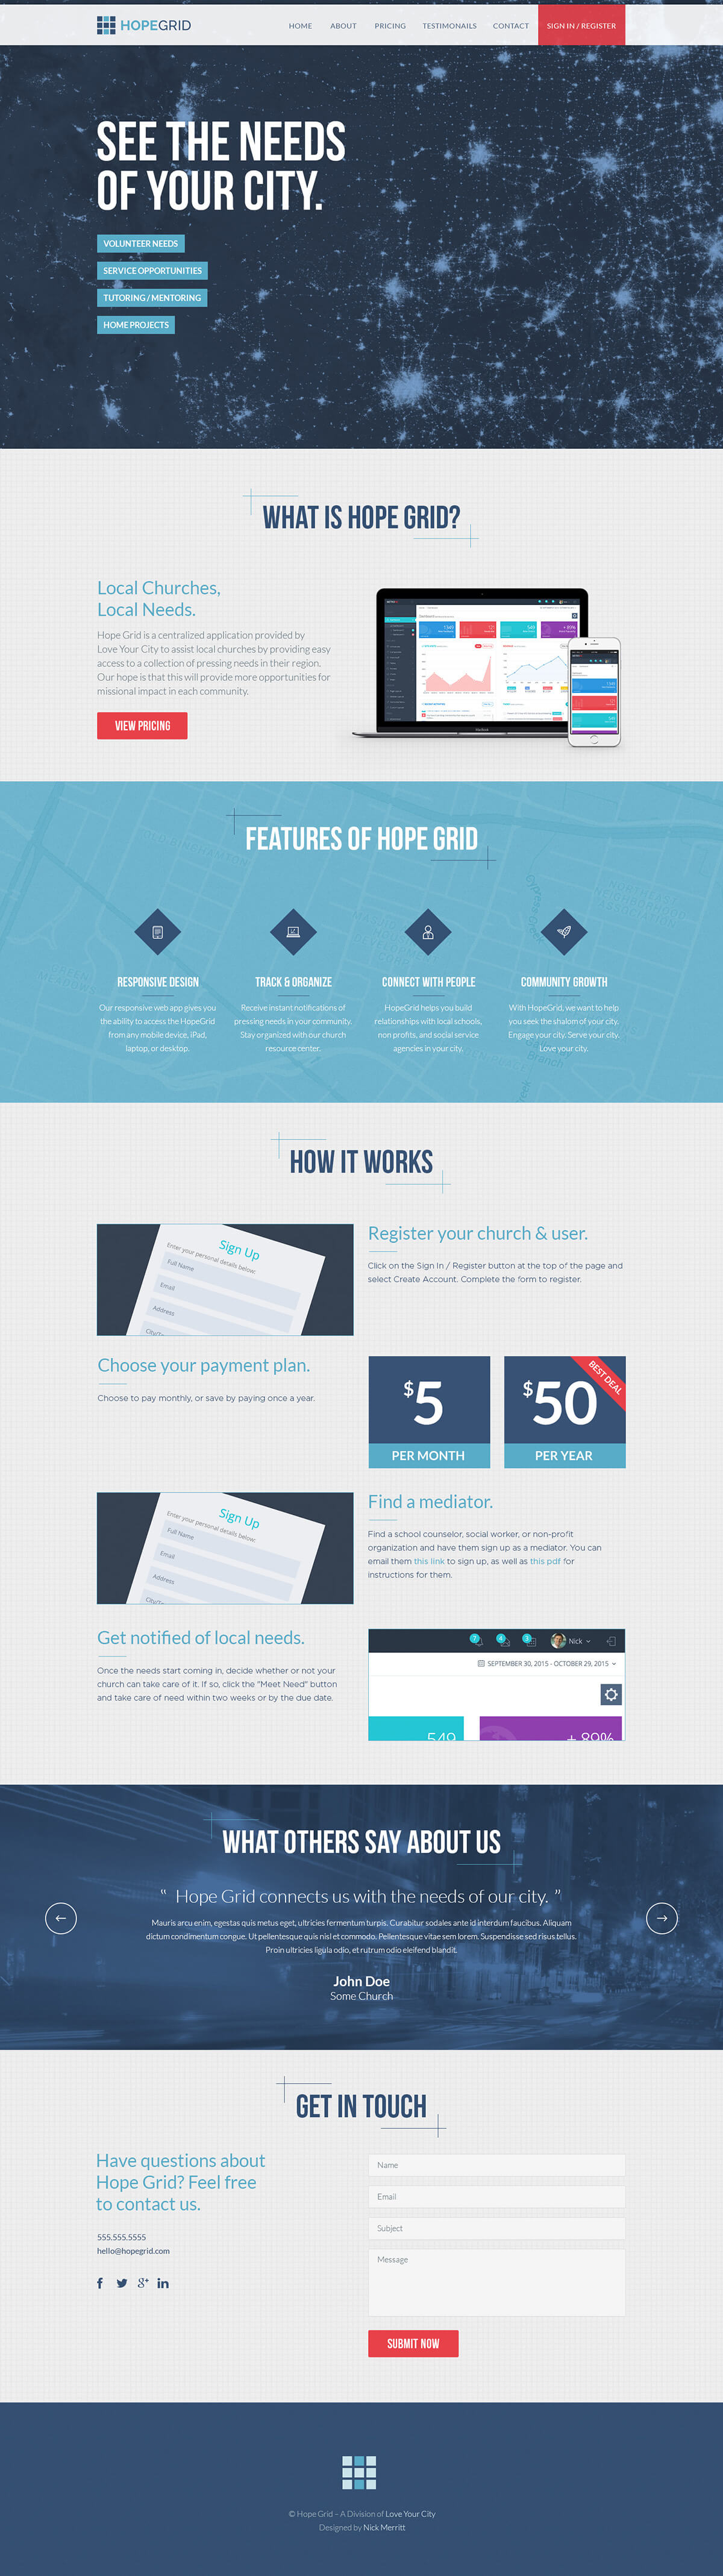 HOPEGRID
HOME
ABOUT
PRICING
TESTIMONAILS
CONTACT
SIGN IN / REGISTER
SEE THE NEEDS
OF YOUR CITY.
VOLUNTEER NEEDS
SERVICE OPPORTUNITIES
TUTORING / MENTORING
HOME PROJECTS
WHAT IS HOPE GRID?
Local Churches,
Local Needs.
Hope Grid is a centralized application provided by
Love Your City to assist local churches by providing easy
access to a collection of pressing needs in their region.
Our hope is that this will provide more opportunities for
missional impact in each community.
VIEW PRICING
FEATURES OF HOPE GRID
RESPONSIVE DESIGN
Our responsive web app gives you
the ability to access the HopeGrid
from any mobile device, iPad,
laptop, or desktop.
TRACK & ORGANIZE
Receive instant notifications of
pressing needs in your community.
Stay organized with our church
resource center.
CONNECT WITH PEOPLE
HopeGrid helps you build
relationships with local schools,
non profits, and social service
agencies in your city.
COMMUNITY GROWTH
With HopeGrid, we want to help
you seek the shalom of your city.
Engage your city. Serve your city.
Love your city.
HOW IT WORKS
Sign Up
Enter your personal details below:
Full Name
Email
Address
Register your church & user.
Click on the Sign In / Register button at the top of the page and
select Create Account. Complete the form to register.
Choose your payment plan.
Choose to pay monthly, or save by paying once a year.
$5
PER MONTH
BEST DEAL
$50
PER YEAR
Sign Up
Enter your personal details below:
Full Name
Email
Address
Find a mediator.
Find a school counselor, social worker, or non-profit
organization and have them sign up as a mediator. You can
email them this link to sign up, as well as this pdf for
instructions for them.
Get notified of local needs.
Once the needs start coming in, decide whether or not your
church can take care of it. If so, click the "Meet Need" button
and take care of need within two weeks or by the due date.
7
4
3
Nick
SEPTEMBER 30, 2015 - OCTOBER 29, 2015
549
+ 89%
WHAT OTHERS SAY ABOUT US
“ Hope Grid connects us with the needs of our city. ”
Mauris arcu enim, egestas quis metus eget, ultricies fermentum turpis. Curabitur sodales ante id interdum faucibus. Aliquam
dictum condimentum congue. Ut pellentesque quis nisl et commodo. Pellentesque vitae sem lorem. Suspendisse sed risus tellus.
Proin ultricies ligula odio, et rutrum odio eleifend blandit.
John Doe
Some Church
GET IN TOUCH
Have questions about
Hope Grid? Feel free
to contact us.
555.555.5555
hello@hopegrid.com
Name
Email
Subject
Message
SUBMIT NOW
© Hope Grid – A Division of Love Your City
Designed by Nick Merritt